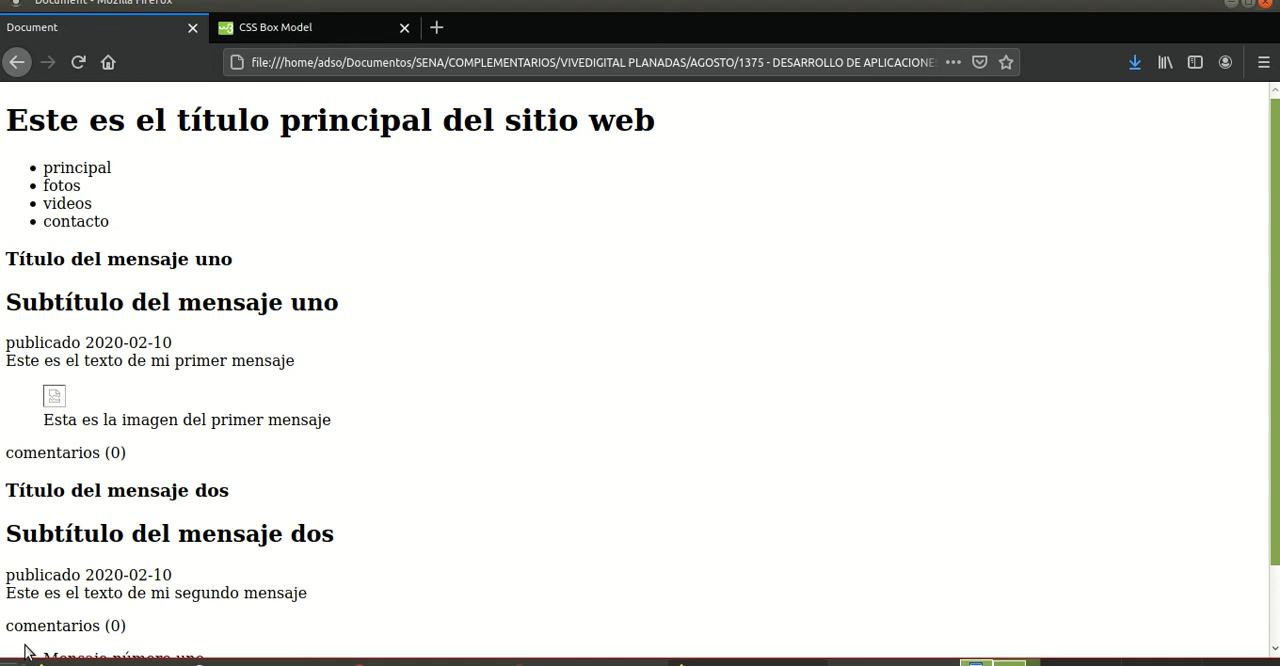 Document - Mozilla Firefox
Document
CSS Box Model
file:///home/adso/Documentos/SENA/COMPLEMENTARIOS/VIVEDIGITAL PLANADAS/AGOSTO/1375 - DESARROLLO DE APLICACIONE
Este es el título principal del sitio web
principal
fotos
videos
contacto
Título del mensaje uno
Subtítulo del mensaje uno
publicado 2020-02-10
Este es el texto de mi primer mensaje
Esta es la imagen del primer mensaje
comentarios (0)
Título del mensaje dos
Subtítulo del mensaje dos
publicado 2020-02-10
Este es el texto de mi segundo mensaje
comentarios (0)
Mensaje número uno